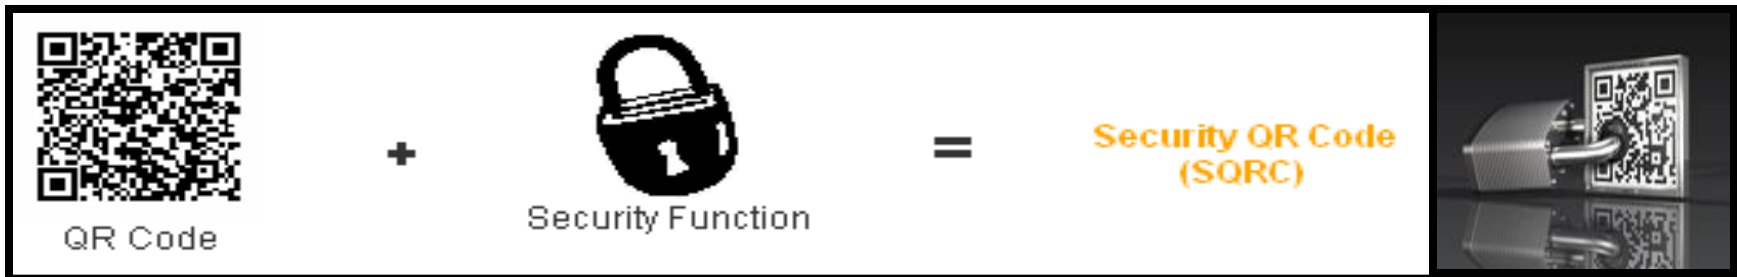 QR Code
+
Security Function
=
Security QR Code
(SQRC)